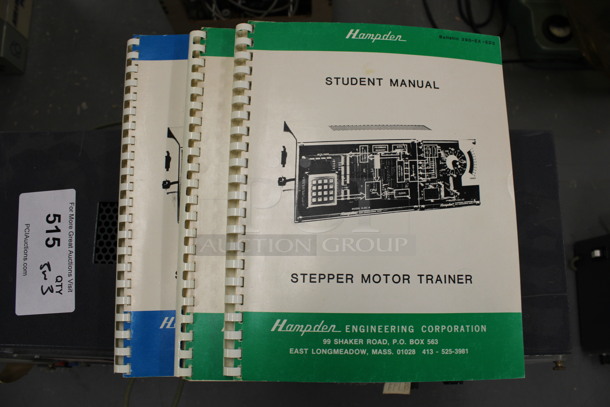 Hampden
STUDENT MANUAL
STEPPER MOTOR TRAINER
Hampden ENGINEERING CORPORATION
99 SHAKER ROAD, P.O. BOX 563
EAST LONGMEADOW, MASS. 01028 413-525-3981
PCI
AUCTION GROUP
For More Great Auctions Visit
515
QTY
PCIAuctions.com